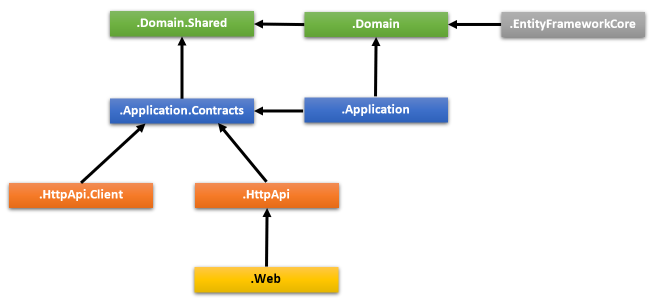 .Domain.Shared
.Domain
.EntityFrameworkCore
.Application.Contracts
.Application
.HttpApi.Client
.HttpApi
.Web